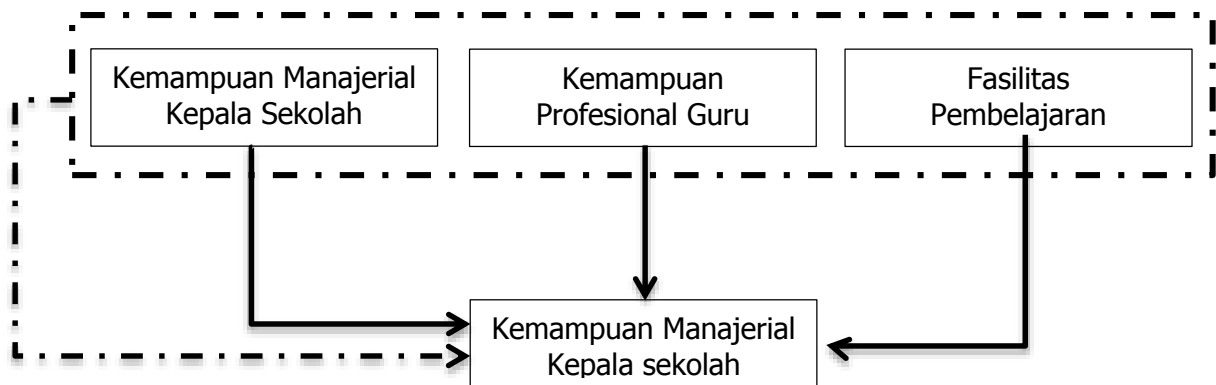 Kemampuan Manajerial
Kepala Sekolah
Kemampuan
Profesional Guru
Fasilitas
Pembelajaran
Kemampuan Manajerial
Kepala sekolah